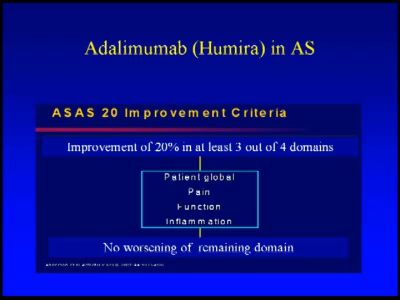 Adalimumab (Humira) in AS
ASAS 20 Improvement Criteria
Improvement of 20% in at least 3 out of 4 domains
Patient global
Pain
Function
Inflammation
No worsening of remaining domain